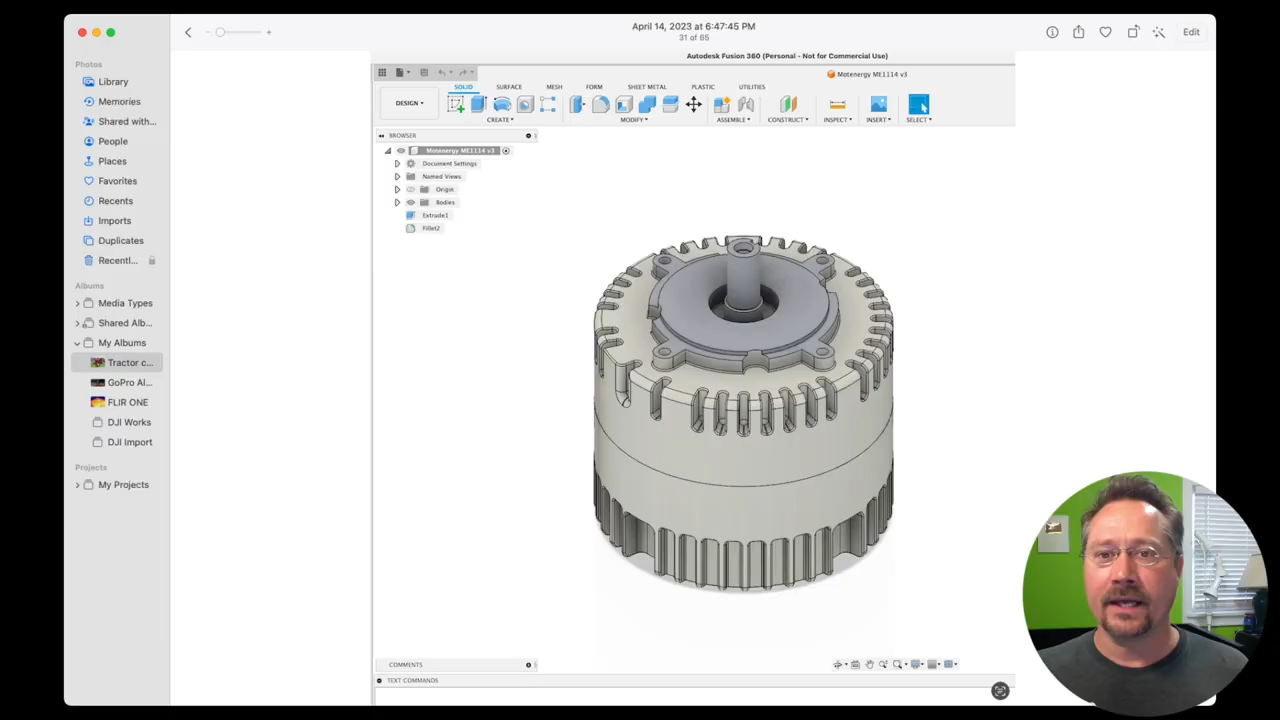 April 14, 2023 at 6:47:45 PM
31 of 65
Edit
Photos
Library
Memories
Shared with...
People
Places
Favorites
Recents
Imports
Duplicates
Recentl...
Albums
Media Types
Shared Alb...
My Albums
Tractor c...
GoPro Al...
FLIR ONE
DJI Works
DJI Import
Projects
My Projects
Autodesk Fusion 360 (Personal - Not for Commercial Use)
Motenergy ME1114 v3
SOLID SURFACE MESH FORM SHEET METAL PLASTIC UTILITIES
DESIGN
CREATE MODIFY ASSEMBLE CONSTRUCT INSPECT INSERT SELECT
BROWSER
Motenergy ME1114 v3
Document Settings
Named Views
Origin
Bodies
Extrude1
Fillet2
COMMENTS
TEXT COMMANDS